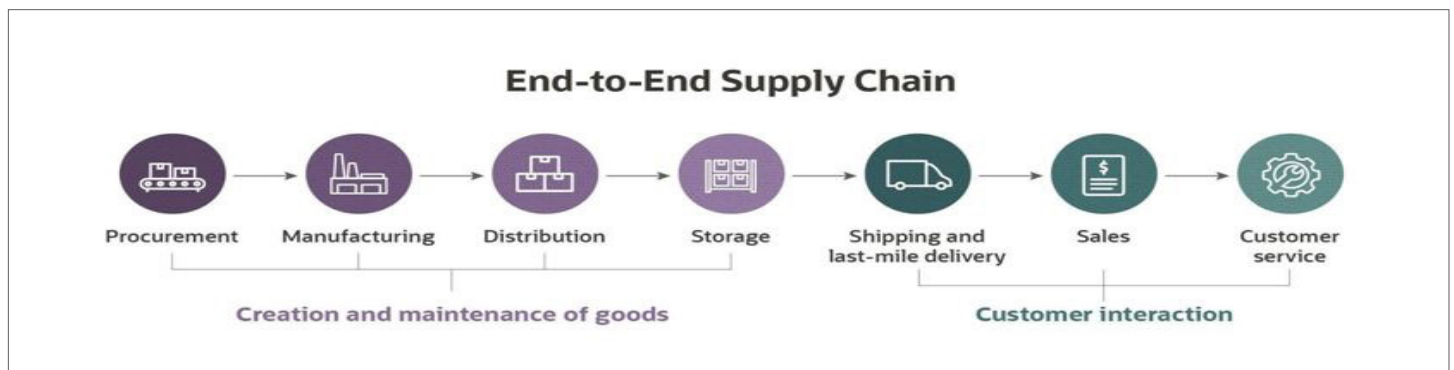 End-to-End Supply Chain
$
Procurement
Manufacturing
Distribution
Storage
Shipping and
last-mile delivery
Sales
Customer
service
Creation and maintenance of goods
Customer interaction